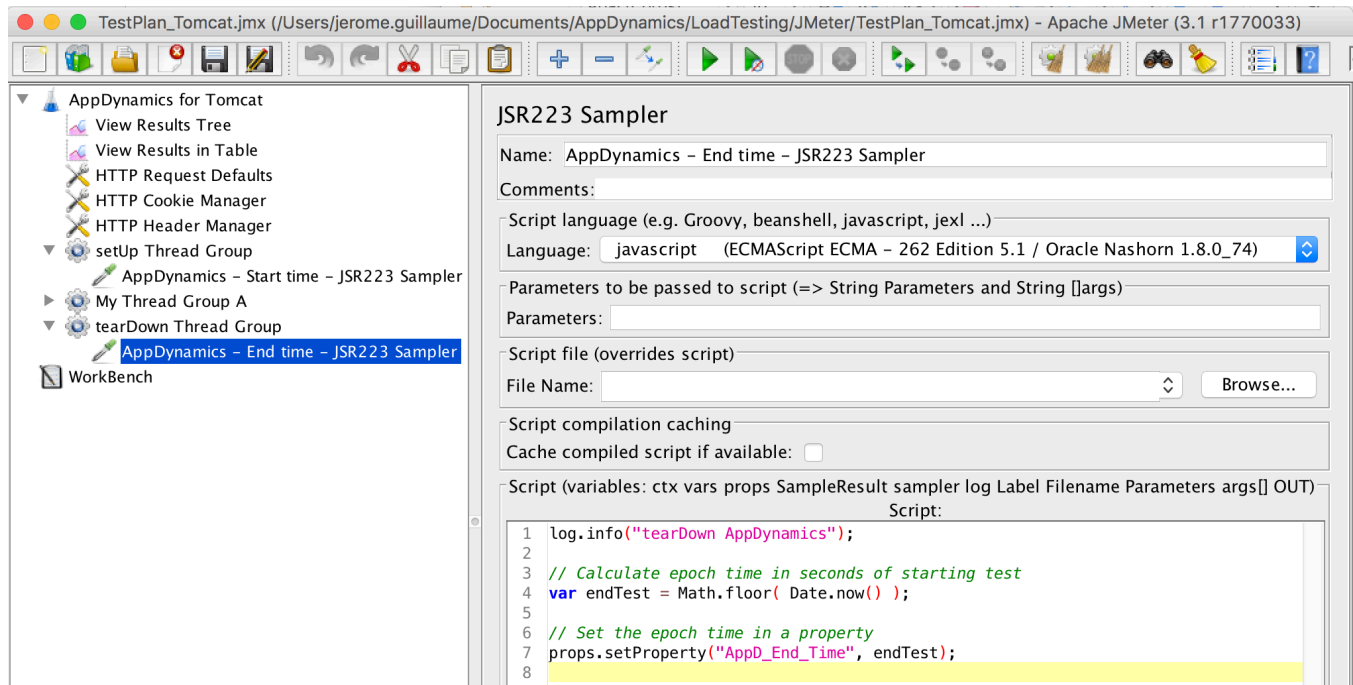 TestPlan_Tomcat.jmx (/Users/jerome.guillaume/Documents/AppDynamics/LoadTesting/JMeter/TestPlan_Tomcat.jmx) - Apache JMeter (3.1 r1770033)
STOP
?
AppDynamics for Tomcat
View Results Tree
View Results in Table
HTTP Request Defaults
HTTP Cookie Manager
HTTP Header Manager
setUp Thread Group
AppDynamics – Start time – JSR223 Sampler
My Thread Group A
tearDown Thread Group
AppDynamics – End time – JSR223 Sampler
WorkBench
JSR223 Sampler
Name: AppDynamics – End time – JSR223 Sampler
Comments:
Script language (e.g. Groovy, beanshell, javascript, jexl ...)
Language: javascript (ECMAScript ECMA – 262 Edition 5.1 / Oracle Nashorn 1.8.0_74)
Parameters to be passed to script (=> String Parameters and String []args)
Parameters:
Script file (overrides script)
File Name: Browse...
Script compilation caching
Cache compiled script if available:
Script (variables: ctx vars props SampleResult sampler log Label Filename Parameters args[] OUT)
Script:
1 log.info("tearDown AppDynamics");
2
3 // Calculate epoch time in seconds of starting test
4 var endTest = Math.floor( Date.now() );
5
6 // Set the epoch time in a property
7 props.setProperty("AppD_End_Time", endTest);
8